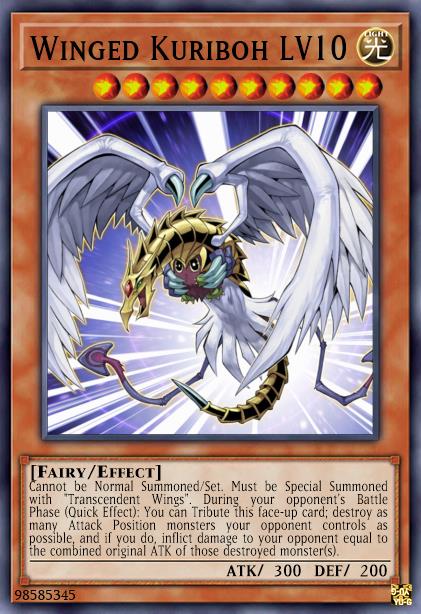 Winged Kuriboh LV10
LIGHT
光
[Fairy/Effect]
Cannot be Normal Summoned/Set. Must be Special Summoned
with "Transcendent Wings". During your opponent's Battle
Phase (Quick Effect): You can Tribute this face-up card; destroy as
many Attack Position monsters your opponent controls as
possible, and if you do, inflict damage to your opponent equal to
the combined original ATK of those destroyed monster(s).
ATK/ 300 DEF/ 200
98585345